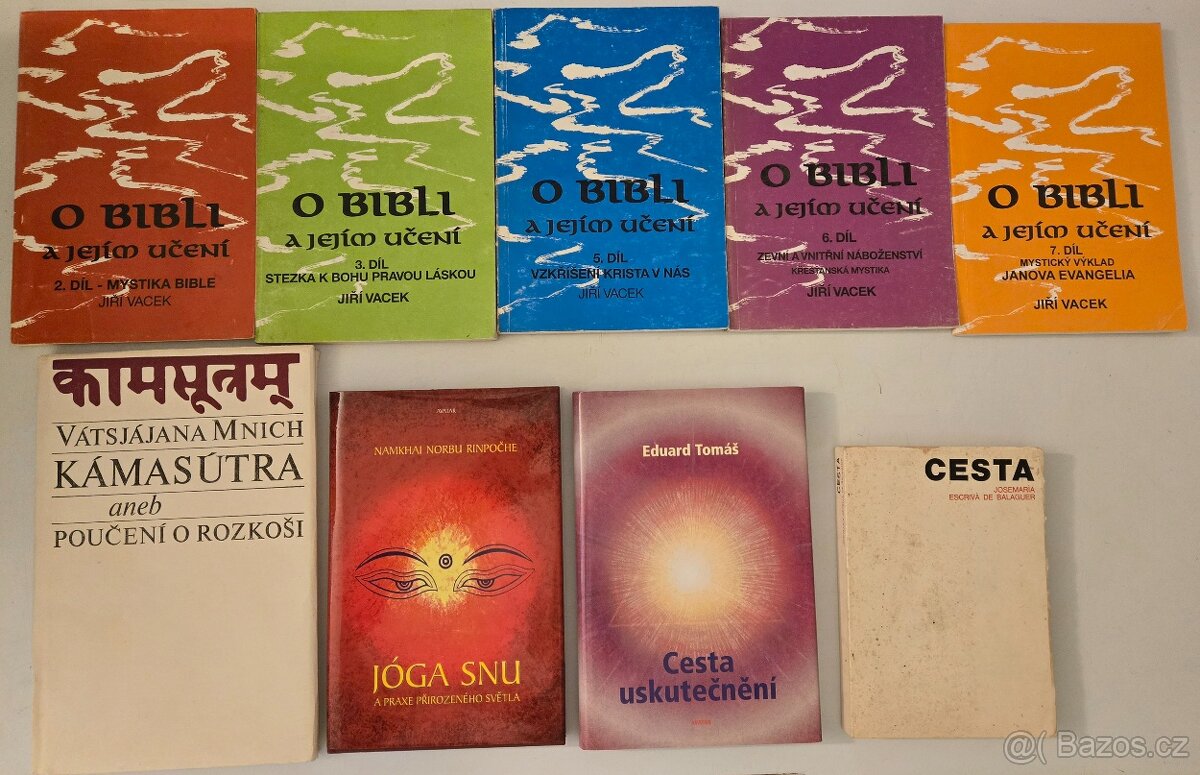 O BIBLI
A JEJÍM UČENÍ
2. DÍL - MYSTIKA BIBLE
JIŘÍ VACEK
O BIBLI
A JEJÍM UČENÍ
3. DÍL
STEZKA K BOHU PRAVOU LÁSKOU
JIŘÍ VACEK
O BIBLI
A JEJÍM UČENÍ
5. DÍL
VZKŘÍŠENÍ KRISTA V NÁS
JIŘÍ VACEK
O BIBLI
A JEJÍM UČENÍ
6. DÍL
ZEVNÍ A VNITŘNÍ NÁBOŽENSTVÍ
KŘESŤANSKÁ MYSTIKA
JIŘÍ VACEK
O BIBLI
A JEJÍM UČENÍ
7. DÍL
MYSTICKÝ VÝKLAD
JANOVA EVANGELIA
JIŘÍ VACEK
कामसूत्रम्
VÁTSJÁJANA MNICH
KÁMASÚTRA
aneb
POUČENÍ O ROZKOŠI
NAMKHAI NORBU RINPOČHE
JÓGA SNU
A PRAXE PŘIROZENÉHO SVĚTLA
Eduard Tomáš
Cesta
uskutečnění
CESTA
CESTA
JOSEMARÍA
ESCRIVÁ DE BALAGUER
@( Bazos.cz